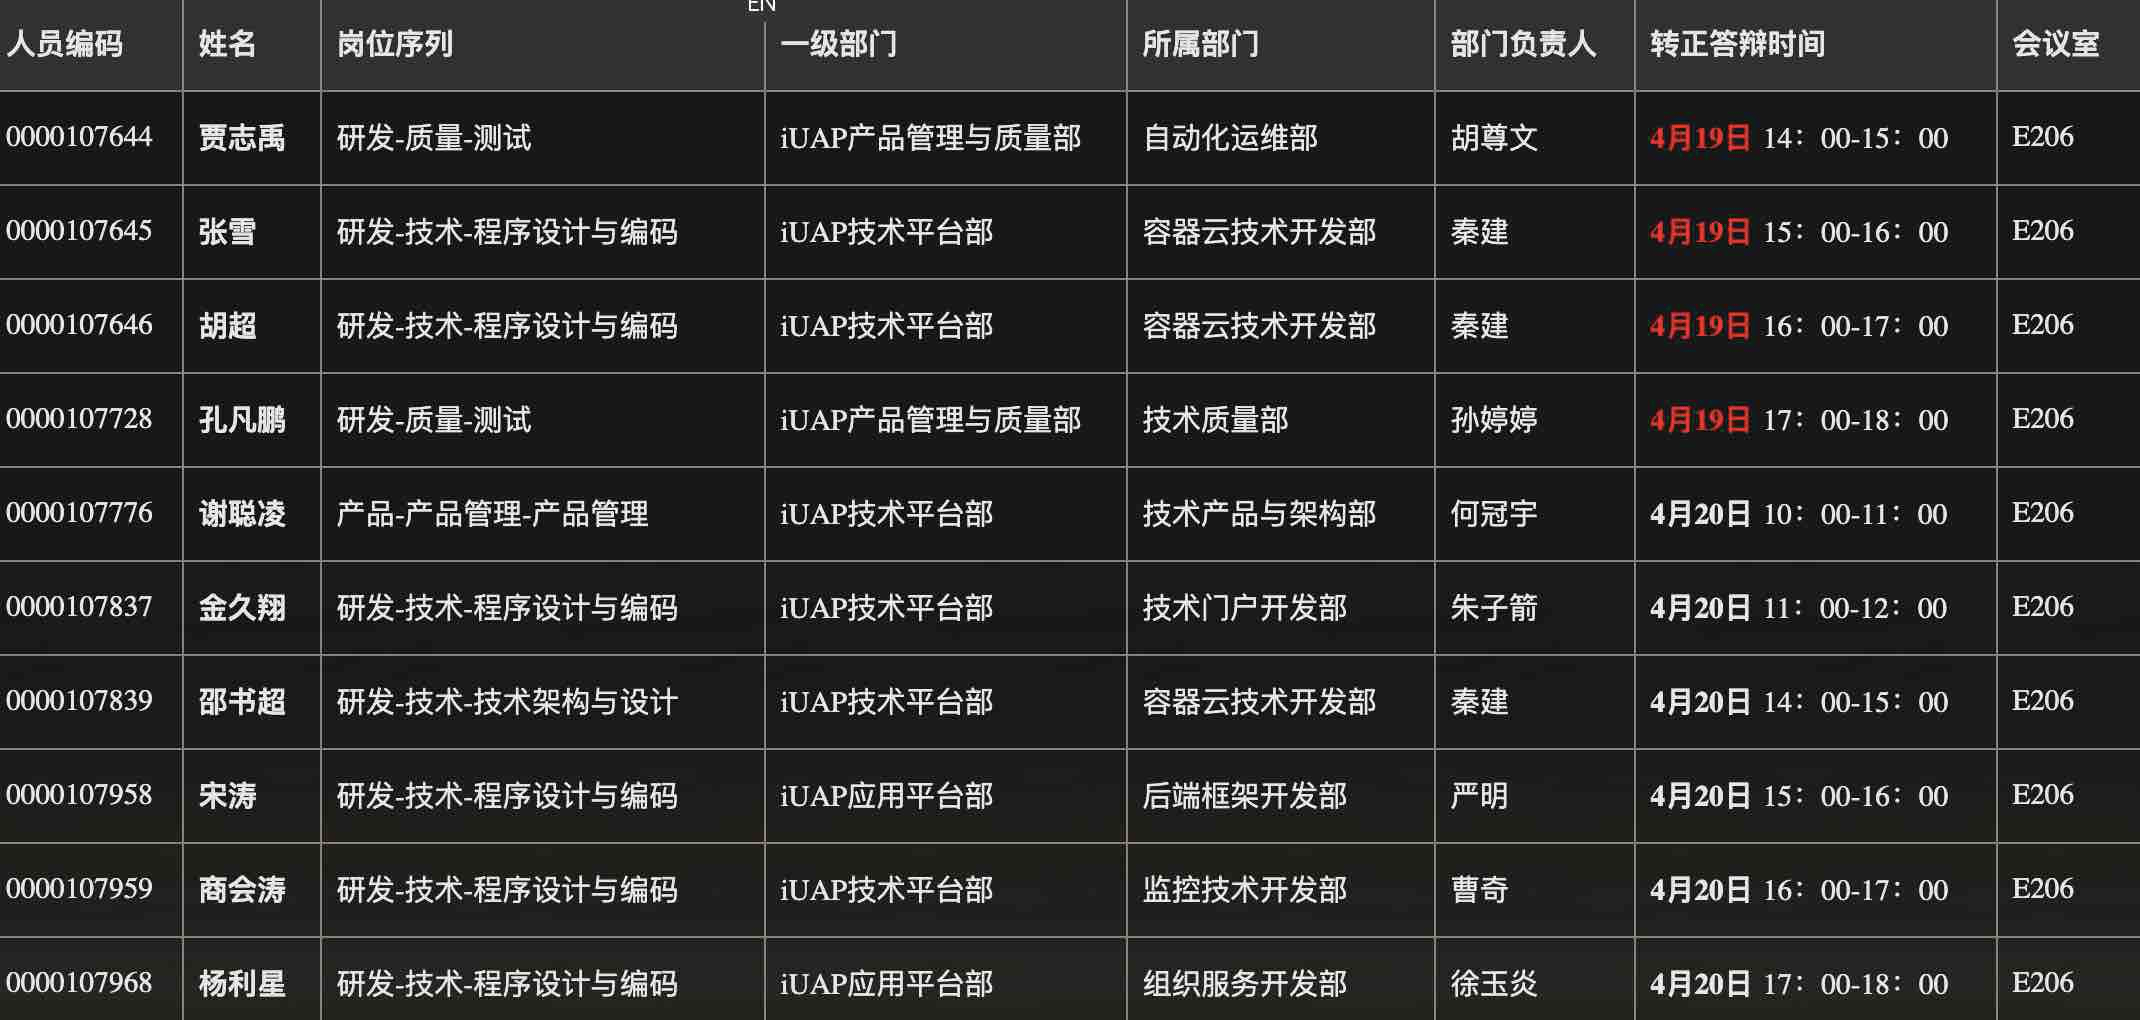 EN
人员编码 姓名 岗位序列 一级部门 所属部门 部门负责人 转正答辩时间 会议室
0000107644 贾志禹 研发-质量-测试 iUAP产品管理与质量部 自动化运维部 胡尊文 4月19日 14：00-15：00 E206
0000107645 张雪 研发-技术-程序设计与编码 iUAP技术平台部 容器云技术开发部 秦建 4月19日 15：00-16：00 E206
0000107646 胡超 研发-技术-程序设计与编码 iUAP技术平台部 容器云技术开发部 秦建 4月19日 16：00-17：00 E206
0000107728 孔凡鹏 研发-质量-测试 iUAP产品管理与质量部 技术质量部 孙婷婷 4月19日 17：00-18：00 E206
0000107776 谢聪凌 产品-产品管理-产品管理 iUAP技术平台部 技术产品与架构部 何冠宇 4月20日 10：00-11：00 E206
0000107837 金久翔 研发-技术-程序设计与编码 iUAP技术平台部 技术门户开发部 朱子箭 4月20日 11：00-12：00 E206
0000107839 邵书超 研发-技术-技术架构与设计 iUAP技术平台部 容器云技术开发部 秦建 4月20日 14：00-15：00 E206
0000107958 宋涛 研发-技术-程序设计与编码 iUAP应用平台部 后端框架开发部 严明 4月20日 15：00-16：00 E206
0000107959 商会涛 研发-技术-程序设计与编码 iUAP技术平台部 监控技术开发部 曹奇 4月20日 16：00-17：00 E206
0000107968 杨利星 研发-技术-程序设计与编码 iUAP应用平台部 组织服务开发部 徐玉炎 4月20日 17：00-18：00 E206